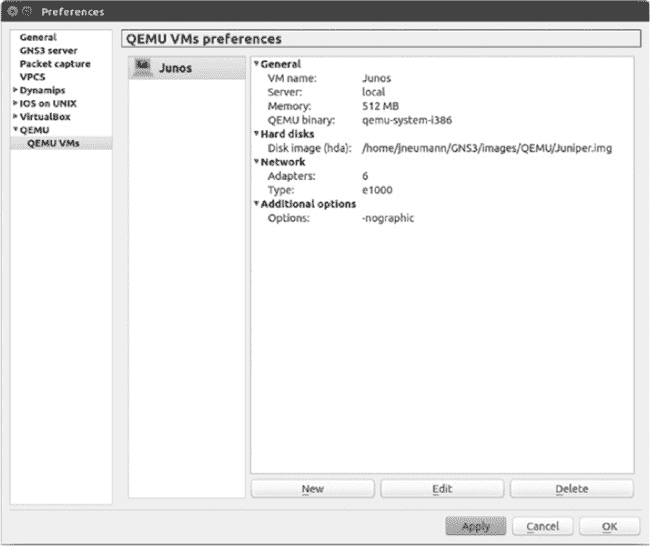 Preferences
General
GNS3 server
Packet capture
VPCS
Dynamips
IOS on UNIX
VirtualBox
QEMU
QEMU VMs
QEMU VMs preferences
Junos
General
VM name: Junos
Server: local
Memory: 512 MB
QEMU binary: qemu-system-i386
Hard disks
Disk image (hda): /home/jneumann/GNS3/images/QEMU/Juniper.img
Network
Adapters: 6
Type: e1000
Additional options
Options: -nographic
New Edit Delete
Apply Cancel OK